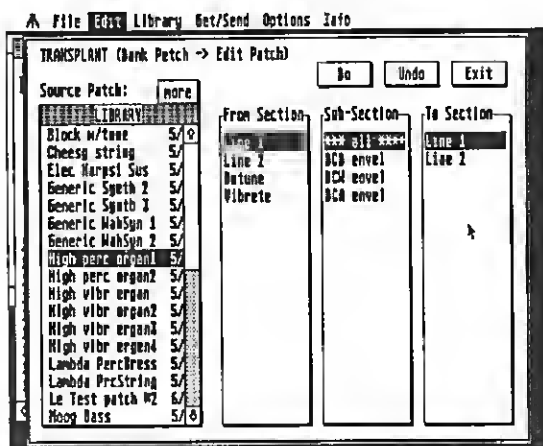 File Edit Library Get/Send Options Info
TRANSPLANT (Bank Patch -> Edit Patch)
Do Undo Exit
Source Patch: more
LIBRARY
Block w/tune 5/
Cheesy string 5/
Elec Harpsi Sus 5/
Generic Synth 2 5/
Generic Synth 3 5/
Generic WahSyn 1 5/
Generic WahSyn 2 5/
High perc organ1 5/
High perc organ2 5/
High vibr organ 5/
High vibr organ2 5/
High vibr organ3 5/
High vibr organ4 5/
Lambda PercBrass 5/
Lambda PrcString 5/
Le Test patch #2 6/
Moog Bass 5/
From Section
Line 1
Line 2
Detune
Vibrato
Sub-Section
*** all ****
DCO envel
DCW envel
DCA envel
To Section
Line 1
Line 2